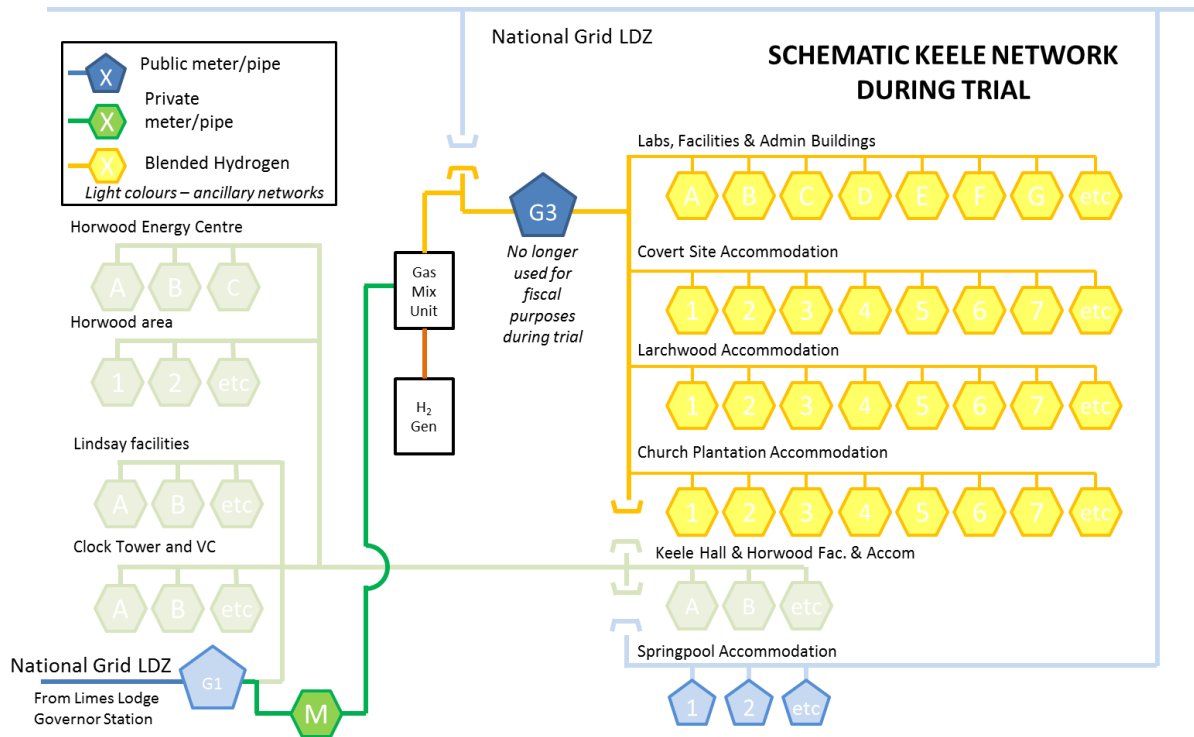 National Grid LDZ
SCHEMATIC KEELE NETWORK
DURING TRIAL
X Public meter/pipe
Private
X meter/pipe
X Blended Hydrogen
Light colours – ancillary networks
Labs, Facilities & Admin Buildings
A B C D E F G etc
G3
No longer
used for
fiscal
purposes
during trial
Horwood Energy Centre
A B C
Gas
Mix
Unit
Covert Site Accommodation
1 2 3 4 5 6 7 etc
Horwood area
1 2 etc
Larchwood Accommodation
1 2 3 4 5 6 7 etc
H2
Gen
Lindsay facilities
A B etc
Church Plantation Accommodation
1 2 3 4 5 6 7 etc
Clock Tower and VC
A B etc
Keele Hall & Horwood Fac. & Accom
A B etc
National Grid LDZ
From Limes Lodge
Governor Station
G1
M
Springpool Accommodation
1 2 etc